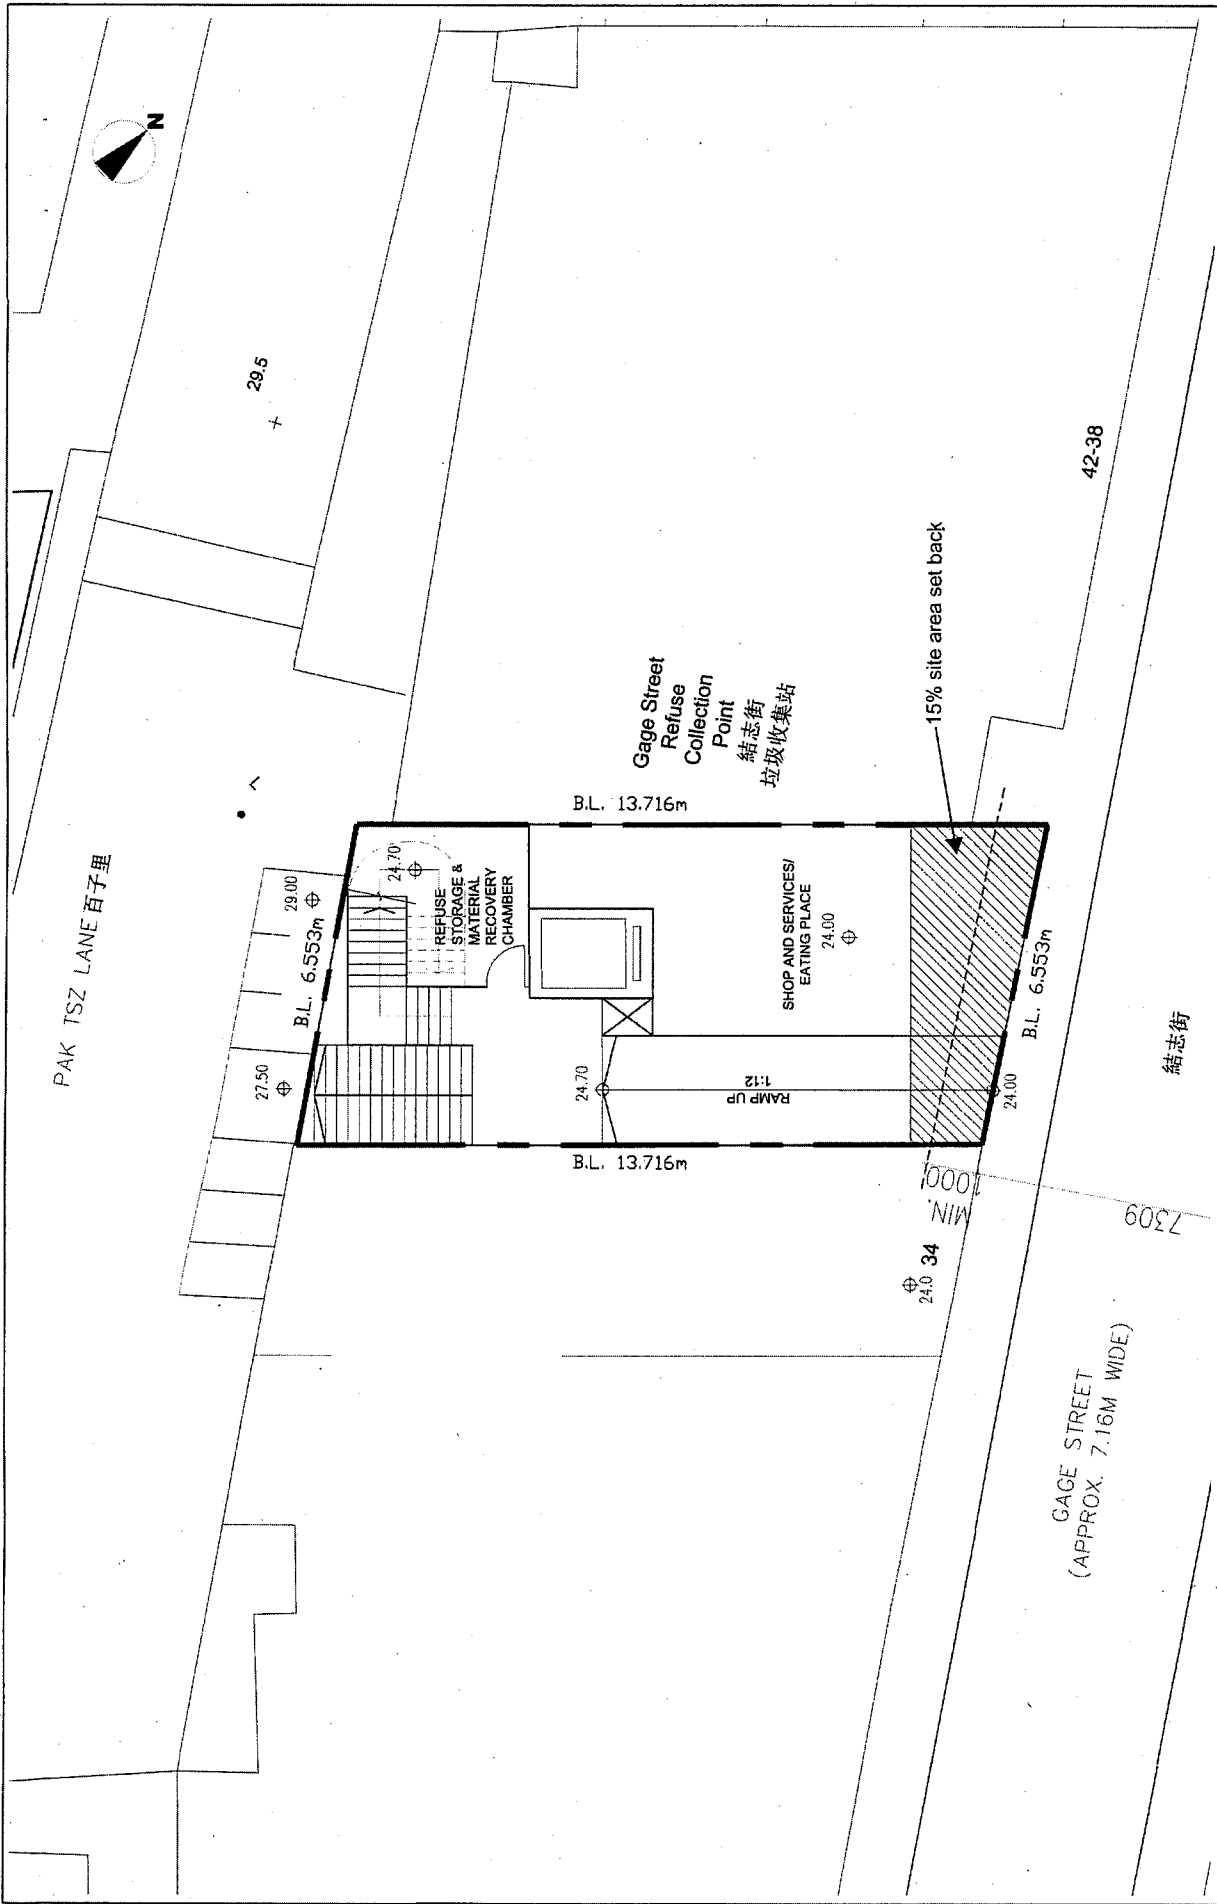 N
29.5
PAK TSZ LANE 百子里
29.00
27.50
B.L. 6.553m
24.70
REFUSE
STORAGE &
MATERIAL
RECOVERY
CHAMBER
B.L. 13.716m
Gage Street
Refuse
Collection
Point
結志街
垃圾收集站
24.70
RAMP UP
1:12
SHOP AND SERVICES/
EATING PLACE
24.00
B.L. 13.716m
15% site area set back
42-38
B.L. 6.553m
24.00
MIN.
1000
34
24.0
7309
結志街
GAGE STREET
(APPROX. 7.16M WIDE)